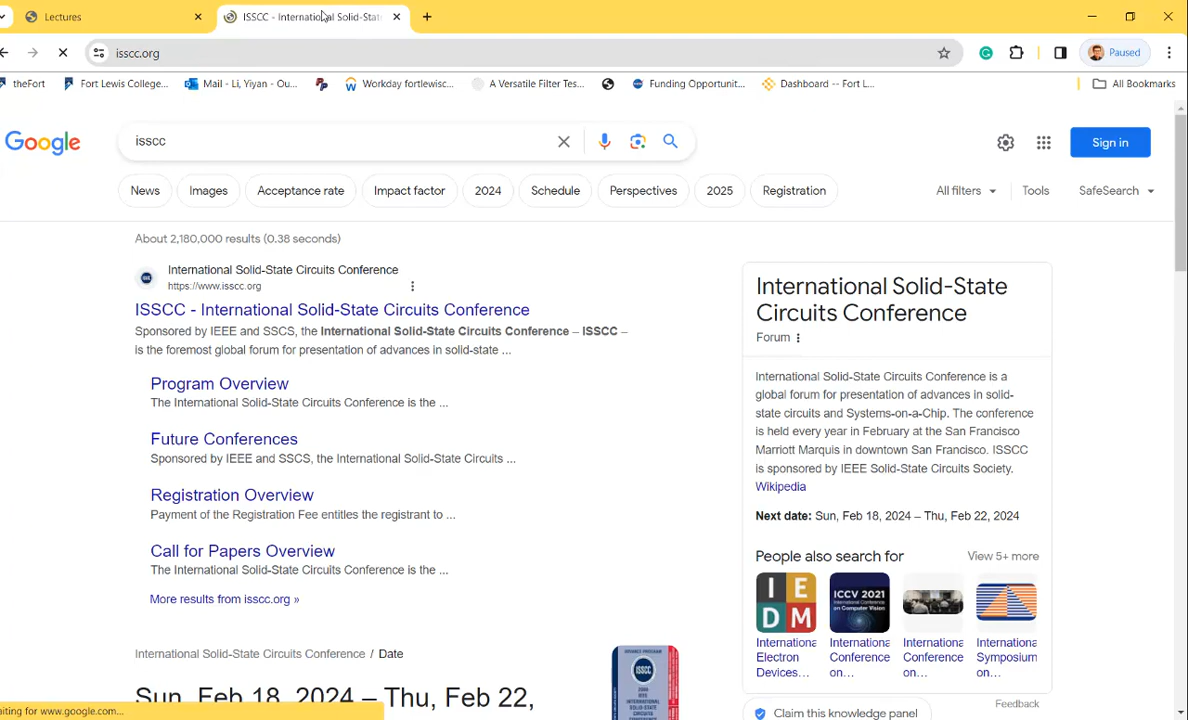 Lectures
ISSCC - International Solid-Stat
isscc.org
Paused
theFort
Fort Lewis College...
Mail - Li, Yiyan - Ou...
Workday fortlewisc...
A Versatile Filter Tes...
Funding Opportunit...
Dashboard -- Fort L...
All Bookmarks
Google
isscc
Sign in
News
Images
Acceptance rate
Impact factor
2024
Schedule
Perspectives
2025
Registration
All filters
Tools
SafeSearch
About 2,180,000 results (0.38 seconds)
International Solid-State Circuits Conference
https://www.isscc.org
ISSCC - International Solid-State Circuits Conference
Sponsored by IEEE and SSCS, the International Solid-State Circuits Conference – ISSCC –
is the foremost global forum for presentation of advances in solid-state ...
Program Overview
The International Solid-State Circuits Conference is the ...
Future Conferences
Sponsored by IEEE and SSCS, the International Solid-State Circuits ...
Registration Overview
Payment of the Registration Fee entitles the registrant to ...
Call for Papers Overview
The International Solid-State Circuits Conference is the ...
More results from isscc.org »
International Solid-State Circuits Conference / Date
Sun, Feb 18, 2024 – Thu, Feb 22,
International Solid-State
Circuits Conference
Forum
International Solid-State Circuits Conference is a
global forum for presentation of advances in solid-
state circuits and Systems-on-a-Chip. The conference
is held every year in February at the San Francisco
Marriott Marquis in downtown San Francisco. ISSCC
is sponsored by IEEE Solid-State Circuits Society.
Wikipedia
Next date: Sun, Feb 18, 2024 – Thu, Feb 22, 2024
People also search for
View 5+ more
IEDM
ICCV 2021
Internationa
Electron
Devices...
Internationa
Conference
on...
Internationa
Conference
on...
Internationa
Symposium
on...
Feedback
Claim this knowledge panel
aiting for www.google.com...
ISSCC